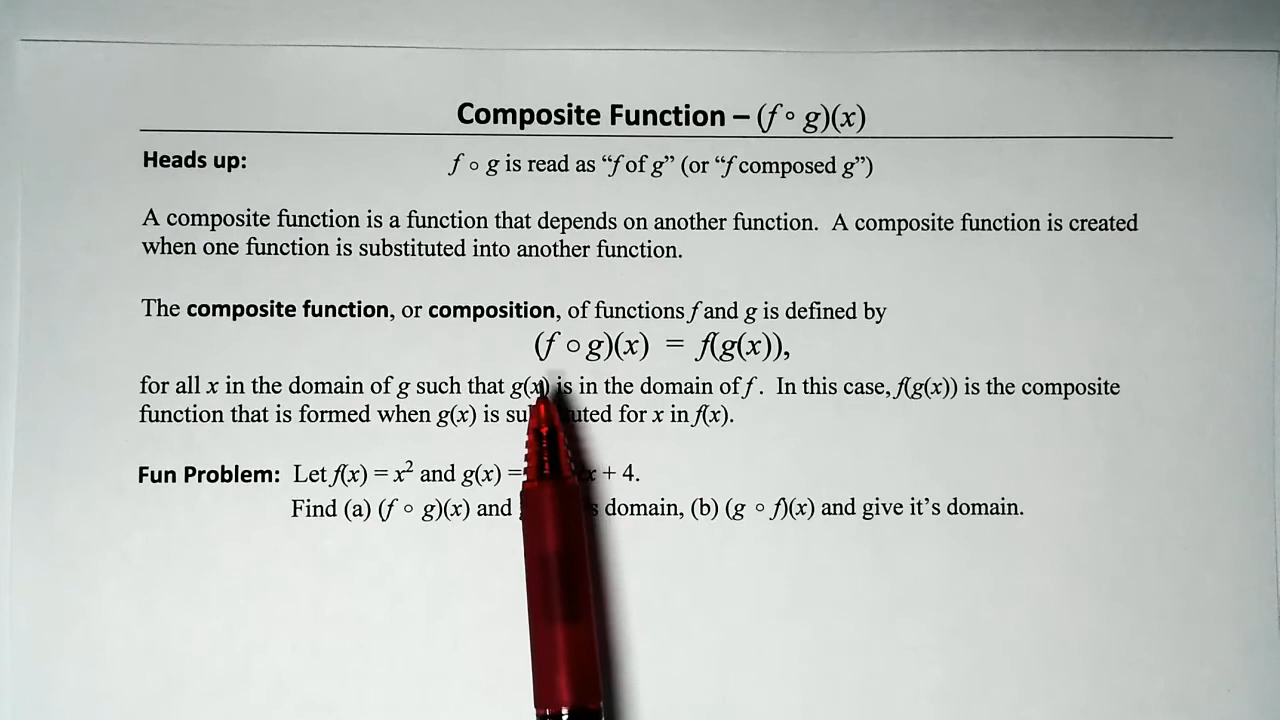 Composite Function – (f ∘ g)(x)
Heads up: f ∘ g is read as “f of g” (or “f composed g”)
A composite function is a function that depends on another function. A composite function is created
when one function is substituted into another function.
The composite function, or composition, of functions f and g is defined by
(f ∘ g)(x) = f(g(x)),
for all x in the domain of g such that g(x) is in the domain of f. In this case, f(g(x)) is the composite
function that is formed when g(x) is for x in f(x).
Fun Problem: Let f(x) = x² and g(x) = + 4.
Find (a) (f ∘ g)(x) and domain, (b) (g ∘ f)(x) and give it’s domain.